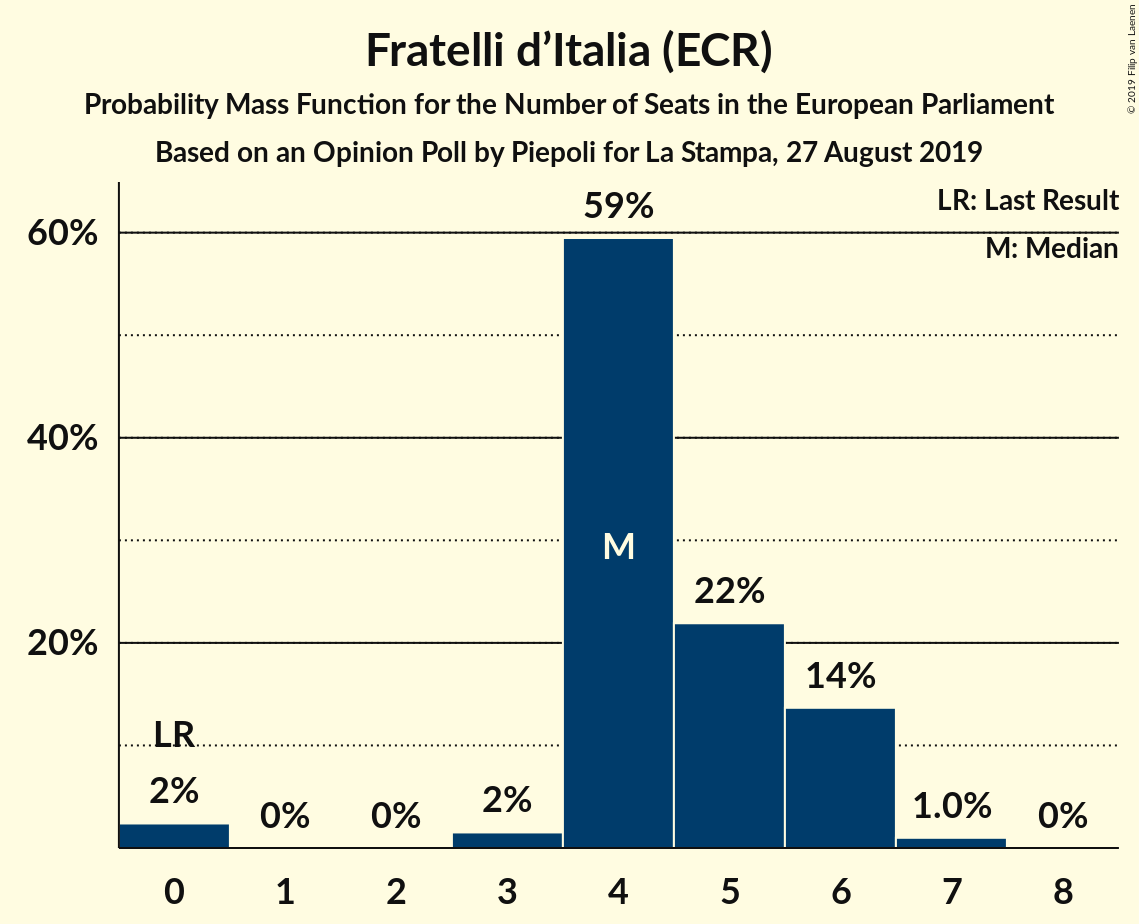 Fratelli d’Italia (ECR)
Probability Mass Function for the Number of Seats in the European Parliament
Based on an Opinion Poll by Piepoli for La Stampa, 27 August 2019
© 2019 Filip van Laenen
LR: Last Result
M: Median
60%
40%
20%
LR
2%
0%
0%
2%
59%
M
22%
14%
1.0%
0%
0 1 2 3 4 5 6 7 8